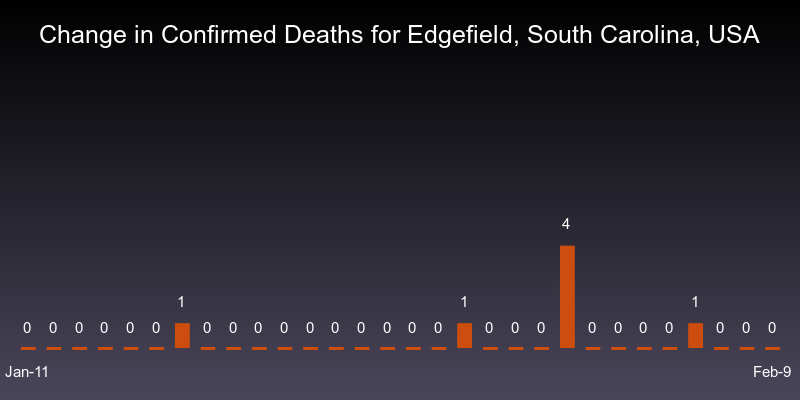 Change in Confirmed Deaths for Edgefield, South Carolina, USA
4
1 1 1
0 0 0 0 0 0 0 0 0 0 0 0 0 0 0 0 0 0 0 0 0 0 0 0 0 0
Jan-11 Feb-9